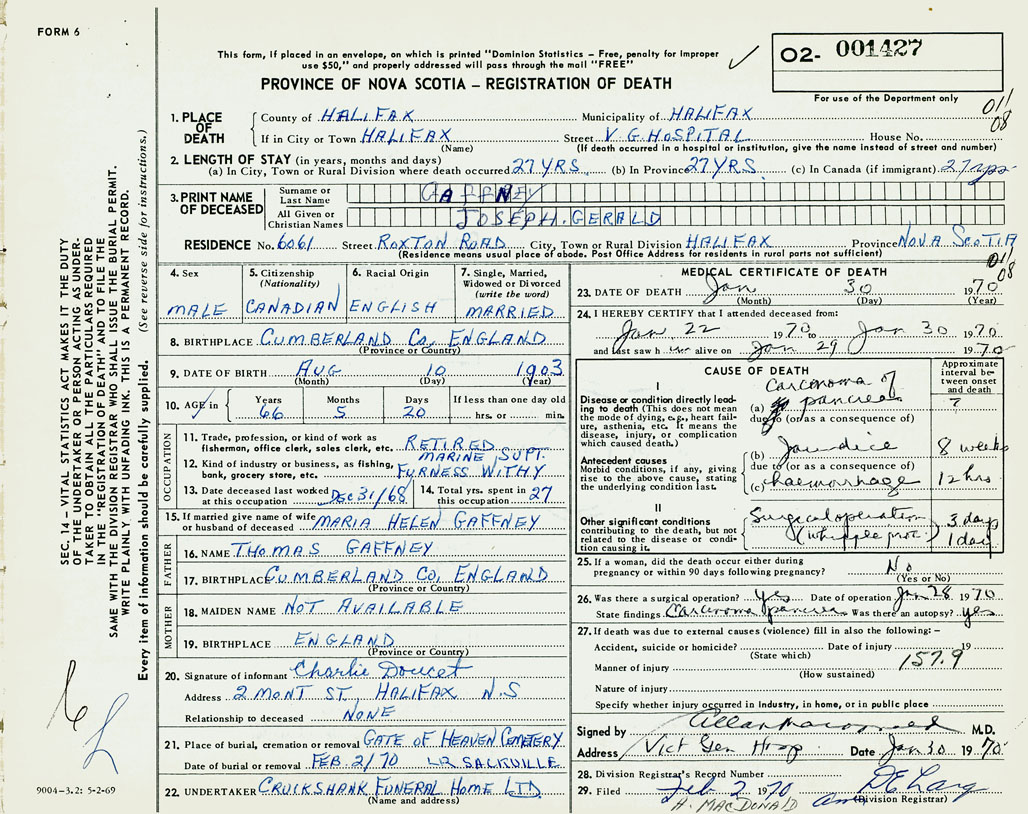 FORM 6
This form, if placed in an envelope, on which is printed "Dominion Statistics – Free, penalty for improper
use $50," and properly addressed will pass through the mail "FREE"
PROVINCE OF NOVA SCOTIA – REGISTRATION OF DEATH
O2- 001427
For use of the Department only
011
08
1. PLACE OF DEATH
County of HALIFAX Municipality of HALIFAX
If in City or Town HALIFAX Street V. G. HOSPITAL House No.
(Name) (If death occurred in a hospital or institution, give the name instead of street and number)
2. LENGTH OF STAY (in years, months and days)
(a) In City, Town or Rural Division where death occurred 27 YRS. (b) In Province 27 YRS. (c) In Canada (if immigrant) 27 yrs
3. PRINT NAME OF DECEASED
Surname or Last Name GAFFNEY
All Given or Christian Names JOSEPH. GERALD
RESIDENCE No. 6061 Street ROXTON ROAD City, Town or Rural Division HALIFAX Province NOVA SCOTIA
(Residence means usual place of abode. Post Office Address for residents in rural parts not sufficient)
011
08
4. Sex MALE
5. Citizenship (Nationality) CANADIAN
6. Racial Origin ENGLISH
7. Single, Married, Widowed or Divorced (write the word) MARRIED
8. BIRTHPLACE CUMBERLAND CO, ENGLAND
(Province or Country)
9. DATE OF BIRTH AUG 10 1903
(Month) (Day) (Year)
10. AGE in Years 66 Months 5 Days 20 If less than one day old hrs. or min.
OCCUPATION
11. Trade, profession, or kind of work as
fisherman, office clerk, sales clerk, etc. RETIRED
MARINE SUPT.
12. Kind of industry or business, as fishing,
bank, grocery store, etc. FURNESS WITHY
13. Date deceased last worked at this occupation DEC 31/68
14. Total yrs. spent in this occupation 27
15. If married give name of wife
or husband of deceased MARIA HELEN GAFFNEY
FATHER
16. NAME THOMAS GAFFNEY
17. BIRTHPLACE CUMBERLAND CO, ENGLAND
(Province or Country)
MOTHER
18. MAIDEN NAME NOT AVAILABLE
19. BIRTHPLACE ENGLAND
(Province or Country)
20. Signature of informant Charlie Doucet
Address 2 MONT ST, HALIFAX N.S
Relationship to deceased NONE
21. Place of burial, cremation or removal GATE OF HEAVEN CEMETERY
Date of burial or removal FEB. 2/70 LR SACKVILLE
22. UNDERTAKER CRUIKSHANK FUNERAL HOME LTD.
(Name and address)
MEDICAL CERTIFICATE OF DEATH
23. DATE OF DEATH Jan 30 1970
(Month) (Day) (Year)
24. I HEREBY CERTIFY that I attended deceased from:
Jan 22 1970 to Jan 30 1970
and last saw him alive on Jan 29 1970
CAUSE OF DEATH
Approximate interval between onset and death
I
Disease or condition directly leading to death (This does not mean
the mode of dying, e.g., heart failure, asthenia, etc. It means the
disease, injury, or complication
which caused death.)
(a) Carcinoma of pancreas ?
due to (or as a consequence of)
Antecedent causes
Morbid conditions, if any, giving
rise to the above cause, stating
the underlying condition last.
(b) Jaundice 8 weeks
due to (or as a consequence of)
(c) haemorrhage 12 hrs
II
Other significant conditions
contributing to the death, but not
related to the disease or condition causing it.
Surgical operation 3 day
(whipple proc.) 1 day
25. If a woman, did the death occur either during
pregnancy or within 90 days following pregnancy? No
(Yes or No)
26. Was there a surgical operation? Yes Date of operation Jan 28 1970
State findings Carcinoma pancreas Was there an autopsy? yes
27. If death was due to external causes (violence) fill in also the following: –
Accident, suicide or homicide? Date of injury 19
(State which)
157.9
Manner of injury
(How sustained)
Nature of injury
Specify whether injury occurred in industry, in home, or in public place
Signed by M.D.
Address Vict Gen Hosp Date Jan 30 1970
28. Division Registrar's Record Number
29. Filed Feb 2 1970
(Division Registrar)
A. MACDONALD
SEC. 14 – VITAL STATISTICS ACT MAKES IT THE DUTY
OF THE UNDERTAKER OR PERSON ACTING AS UNDER-
TAKER TO OBTAIN ALL THE PARTICULARS REQUIRED
IN THE "REGISTRATION OF DEATH" AND TO FILE THE
SAME WITH THE DIVISION REGISTRAR WHO SHALL ISSUE THE BURIAL PERMIT.
WRITE PLAINLY WITH UNFADING INK. THIS IS A PERMANENT RECORD.
Every item of information should be carefully supplied. (See reverse side for instructions.)
9004–3.2: 5-2-69